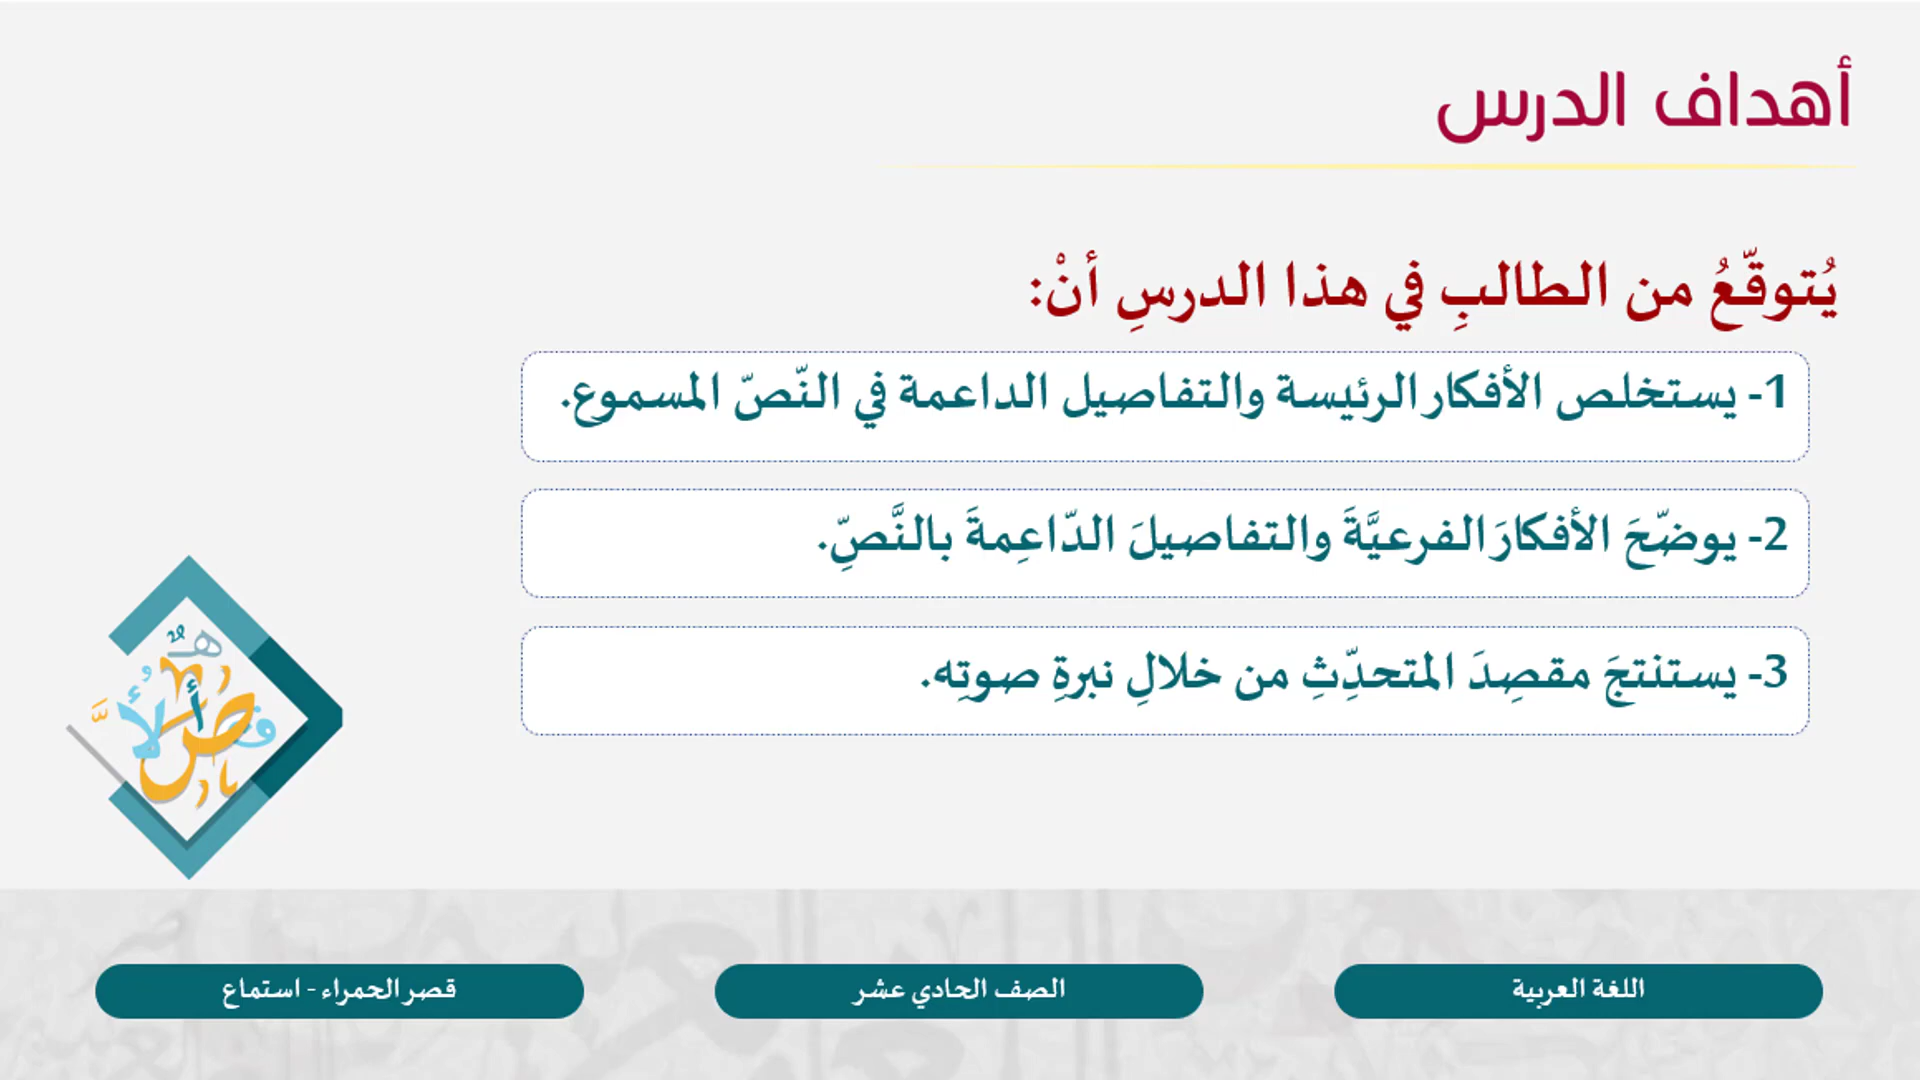 أهداف الدرس
يُتوقّعُ من الطالبِ في هذا الدرسِ أنْ:
1- يستخلص الأفكار الرئيسة والتفاصيل الداعمة في النّصّ المسموع.
2- يوضّحَ الأفكارَ الفرعيَّةَ والتفاصيلَ الدّاعِمةَ بالنَّصِّ.
3- يستنتجَ مقصِدَ المتحدِّثِ من خلالِ نبرةِ صوتِه.
اللغة العربية
الصف الحادي عشر
قصر الحمراء - استماع